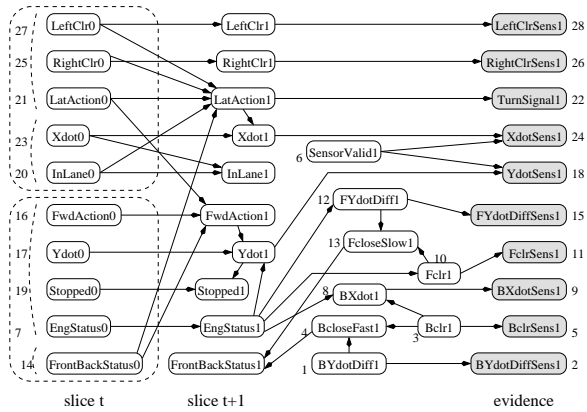 27 LeftClr0 LeftClr1 LeftClrSens1 28
25 RightClr0 RightClr1 RightClrSens1 26
21 LatAction0 LatAction1 TurnSignal1 22
23 Xdot0 Xdot1 XdotSens1 24
6 SensorValid1
20 InLane0 InLane1 YdotSens1 18
16 FwdAction0 FwdAction1 12 FYdotDiff1 FYdotDiffSens1 15
17 Ydot0 Ydot1 13 FcloseSlow1 FclrSens1 11
10 Fclr1
19 Stopped0 Stopped1 8 BXdot1 BXdotSens1 9
7 EngStatus0 EngStatus1 4 BcloseFast1 3 Bclr1 BclrSens1 5
14 FrontBackStatus0 FrontBackStatus1 1 BYdotDiff1 BYdotDiffSens1 2
slice t slice t+1 evidence